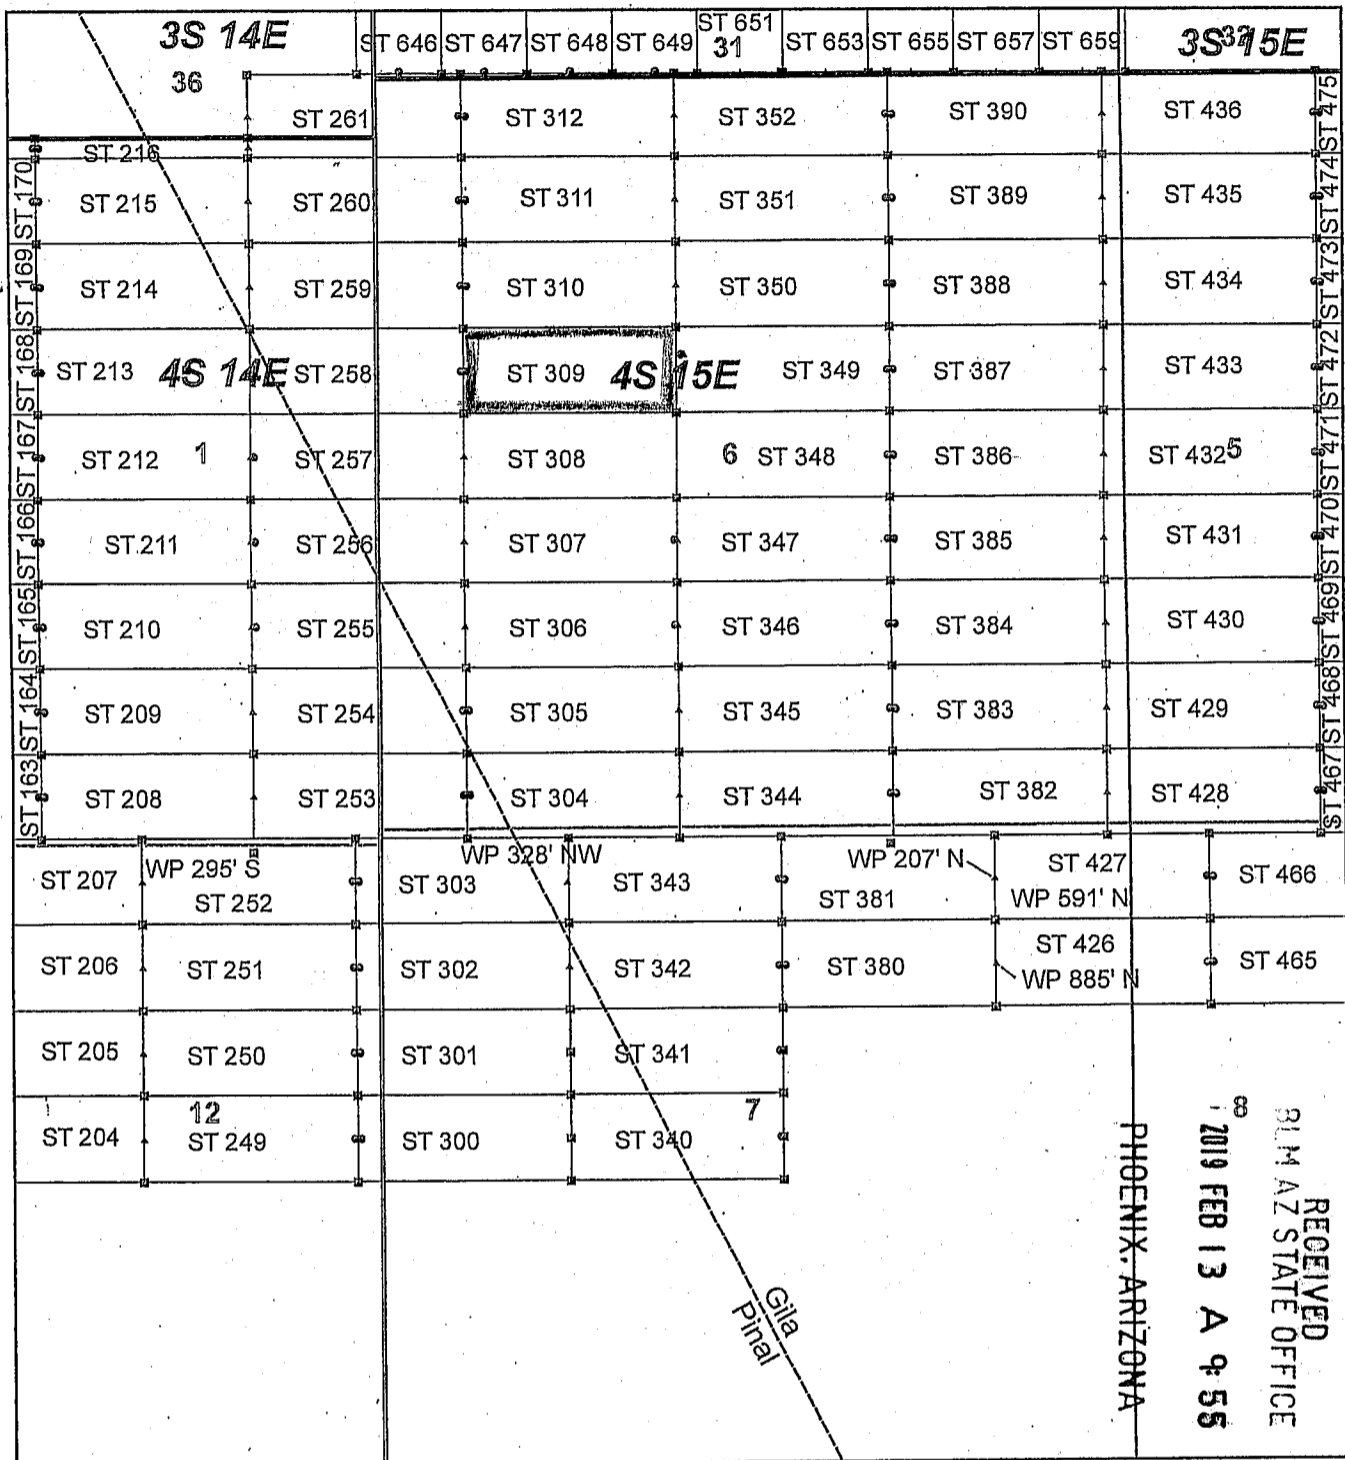 3S 14E
ST 646 ST 647 ST 648 ST 649 ST 651 ST 653 ST 655 ST 657 ST 659
31
3S 15E
32
36
ST 261 ST 312 ST 352 ST 390 ST 436 ST 475
ST 216
ST 170 ST 215 ST 260 ST 311 ST 351 ST 389 ST 435 ST 474
ST 169 ST 214 ST 259 ST 310 ST 350 ST 388 ST 434 ST 473
ST 168 ST 213 4S 14E ST 258 ST 309 4S 15E ST 349 ST 387 ST 433 ST 472
ST 167 ST 212 1 ST 257 ST 308 6 ST 348 ST 386 ST 432 5 ST 471
ST 166 ST 211 ST 256 ST 307 ST 347 ST 385 ST 431 ST 470
ST 165 ST 210 ST 255 ST 306 ST 346 ST 384 ST 430 ST 469
ST 164 ST 209 ST 254 ST 305 ST 345 ST 383 ST 429 ST 468
ST 163 ST 208 ST 253 ST 304 ST 344 ST 382 ST 428 ST 467
WP 295' S WP 328' NW WP 207' N
ST 207 ST 252 ST 303 ST 343 ST 381 ST 427 ST 466
WP 591' N
ST 206 ST 251 ST 302 ST 342 ST 380 ST 426 ST 465
WP 885' N
ST 205 ST 250 ST 301 ST 341
12 7 8
ST 204 ST 249 ST 300 ST 340
Gila
Pinal
RECEIVED
BLM AZ STATE OFFICE
2019 FEB 13 A 9:56
PHOENIX, ARIZONA